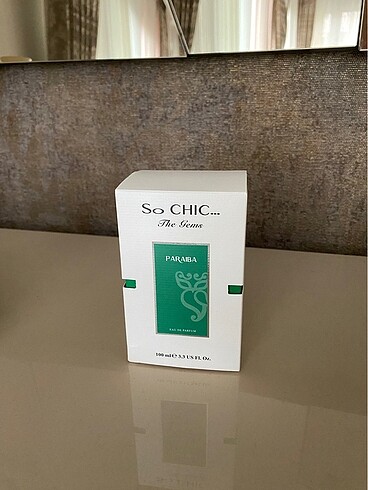 So CHIC...
The Gems
PARAIBA
EAU DE PARFUM
100 ml ℮ 3.3 US FL Oz.